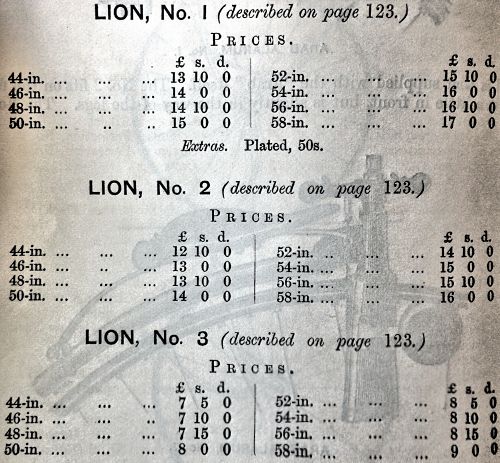 LION, No. 1 (described on page 123.)
PRICES.
£ s. d. £ s. d.
44-in. ... ... ... 13 10 0 52-in. ... ... ... 15 10 0
46-in. ... .. ... 14 0 0 54-in. ... ... ... 16 0 0
48-in. ... ... ... 14 10 0 56-in. ... ... ... 16 10 0
50-in. ... .. ... 15 0 0 58-in. ... ... ... 17 0 0
Extras. Plated, 50s.
LION, No. 2 (described on page 123.)
PRICES.
£ s. d. £ s. d.
44-in. ... ... ... 12 10 0 52-in. ... ... ... 14 10 0
46-in. ... .. ... 13 0 0 54-in. ... ... ... 15 0 0
48-in. ... ... ... 13 10 0 56-in. ... ... ... 15 10 0
50-in. ... ... ... 14 0 0 58-in. ... ... ... 16 0 0
LION, No. 3 (described on page 123.)
PRICES.
£ s. d. £ s. d.
44-in. ... ... ... 7 5 0 52-in. ... ... ... 8 5 0
46-in. ... ... ... 7 10 0 54-in. ... ... ... 8 10 0
48-in. ... ... ... 7 15 0 56-in. ... ... ... 8 15 0
50-in. ... ... ... 8 0 0 58-in. ... ... ... 9 0 0